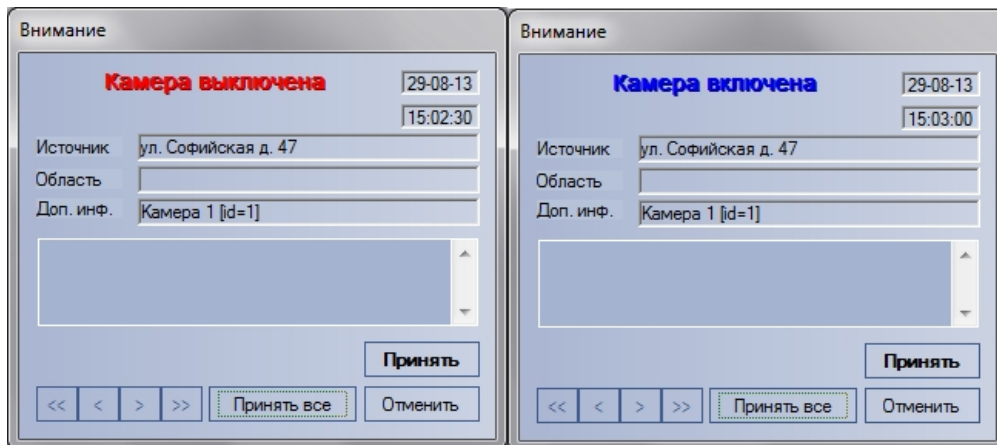 Внимание
Камера выключена
29-08-13
15:02:30
Источник ул. Софийская д. 47
Область
Доп. инф. Камера 1 [id=1]
Принять
<< < > >> Принять все Отменить
Внимание
Камера включена
29-08-13
15:03:00
Источник ул. Софийская д. 47
Область
Доп. инф. Камера 1 [id=1]
Принять
<< < > >> Принять все Отменить